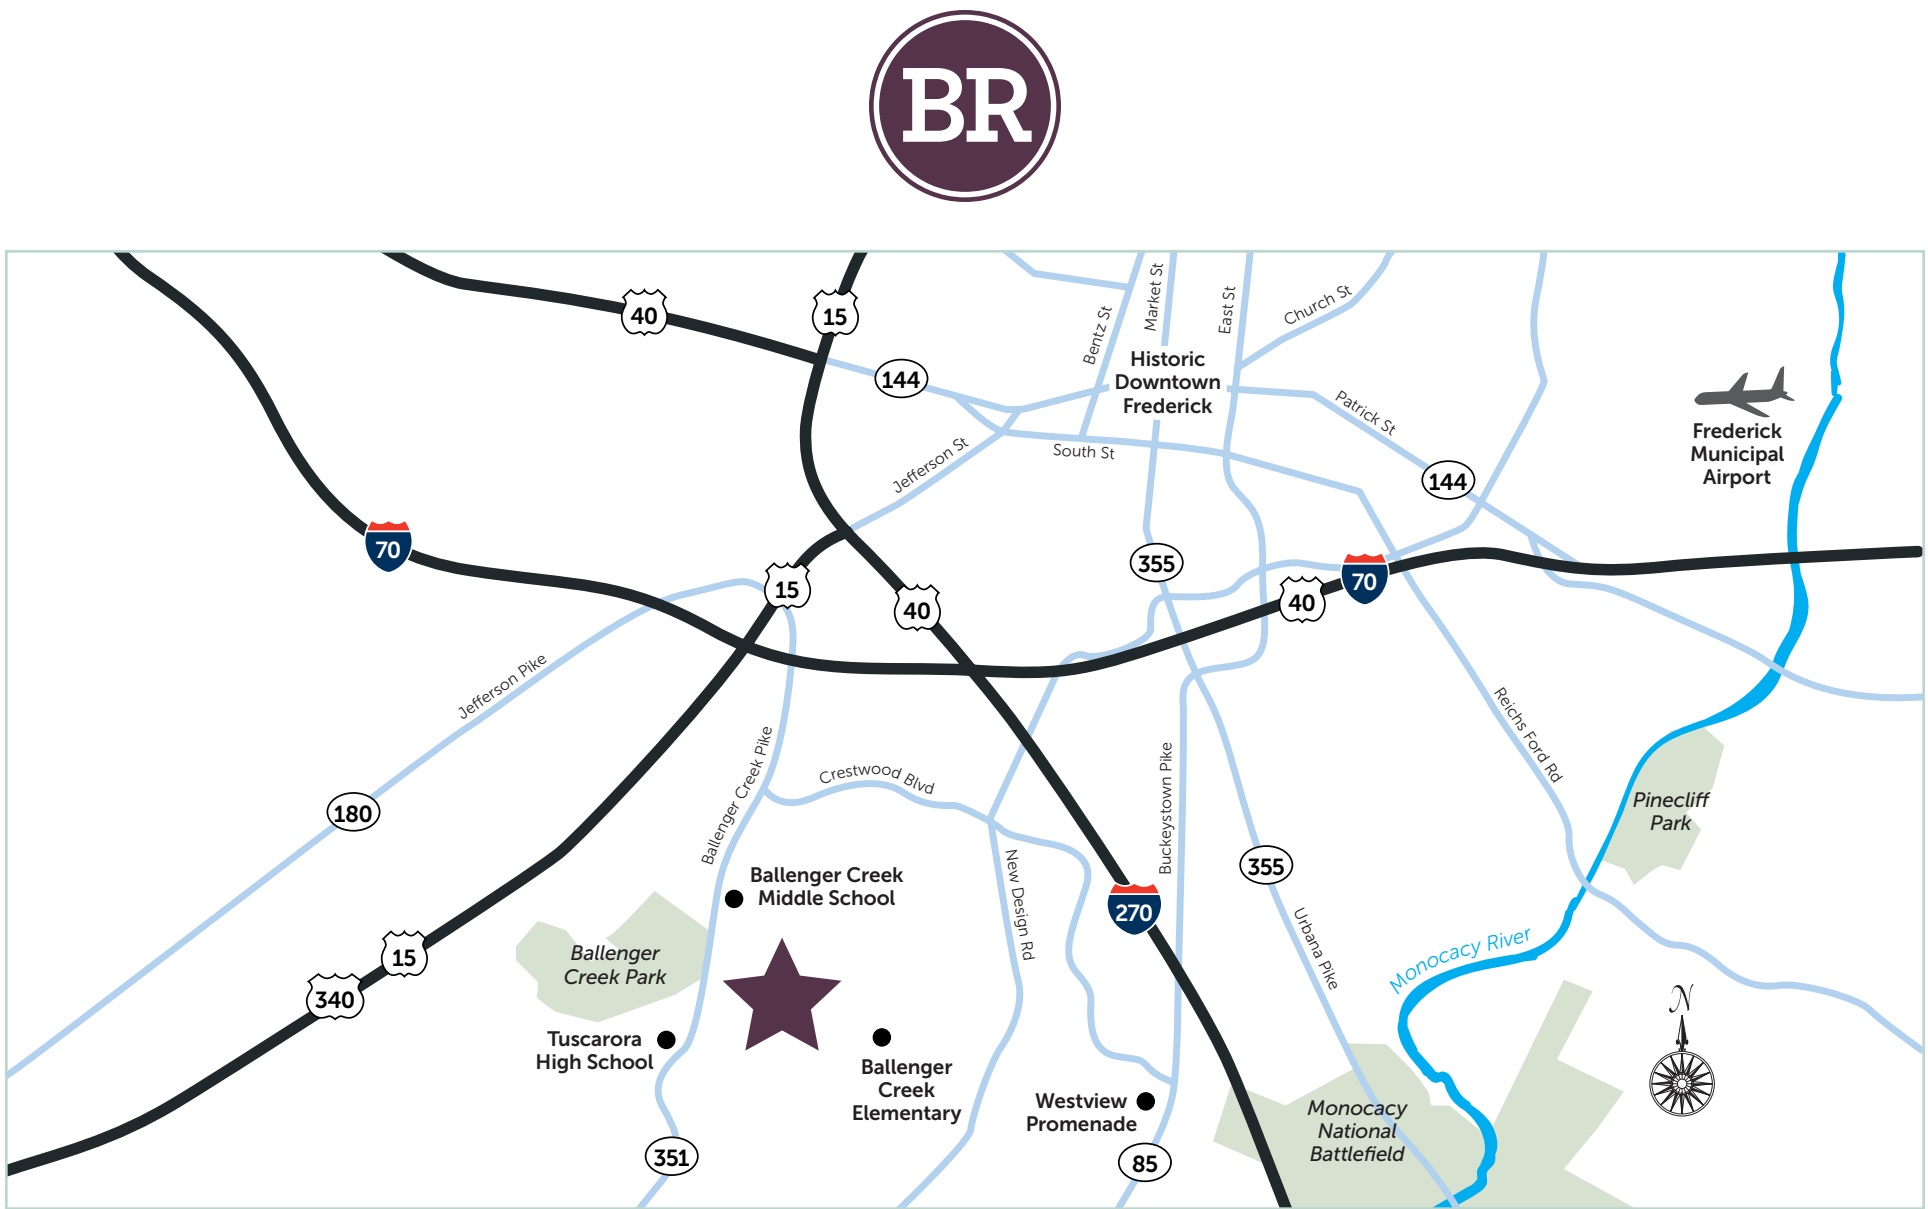 BR
40
15
144
Bentz St
Market St
East St
Church St
Historic
Downtown
Frederick
Patrick St
144
Frederick
Municipal
Airport
Jefferson St
South St
70
355
70
15
40
40
Jefferson Pike
180
Ballenger Creek Pike
Crestwood Blvd
Buckeystown Pike
Reichs Ford Rd
Pinecliff
Park
New Design Rd
355
270
Ballenger Creek
Middle School
Urbana Pike
Monocacy River
15
340
Ballenger
Creek Park
N
Tuscarora
High School
Ballenger
Creek
Elementary
Westview
Promenade
Monocacy
National
Battlefield
351
85